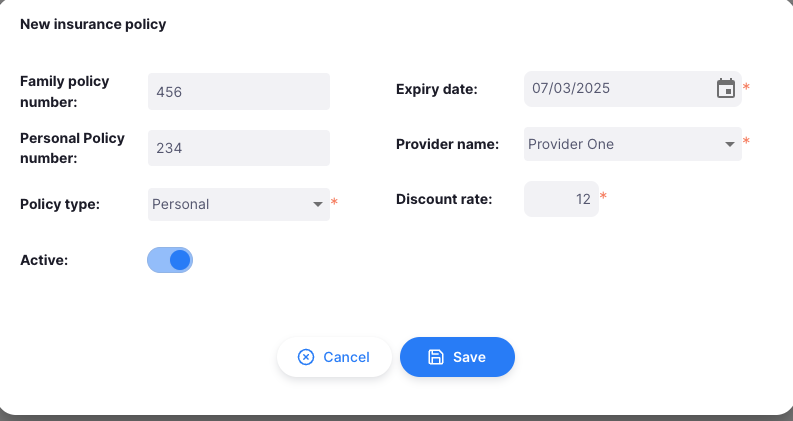 New insurance policy
Family policy
number:
456
Personal Policy
number:
234
Policy type:
Personal
*
Active:
Expiry date:
07/03/2025
*
Provider name:
Provider One
*
Discount rate:
12
*
Cancel
Save